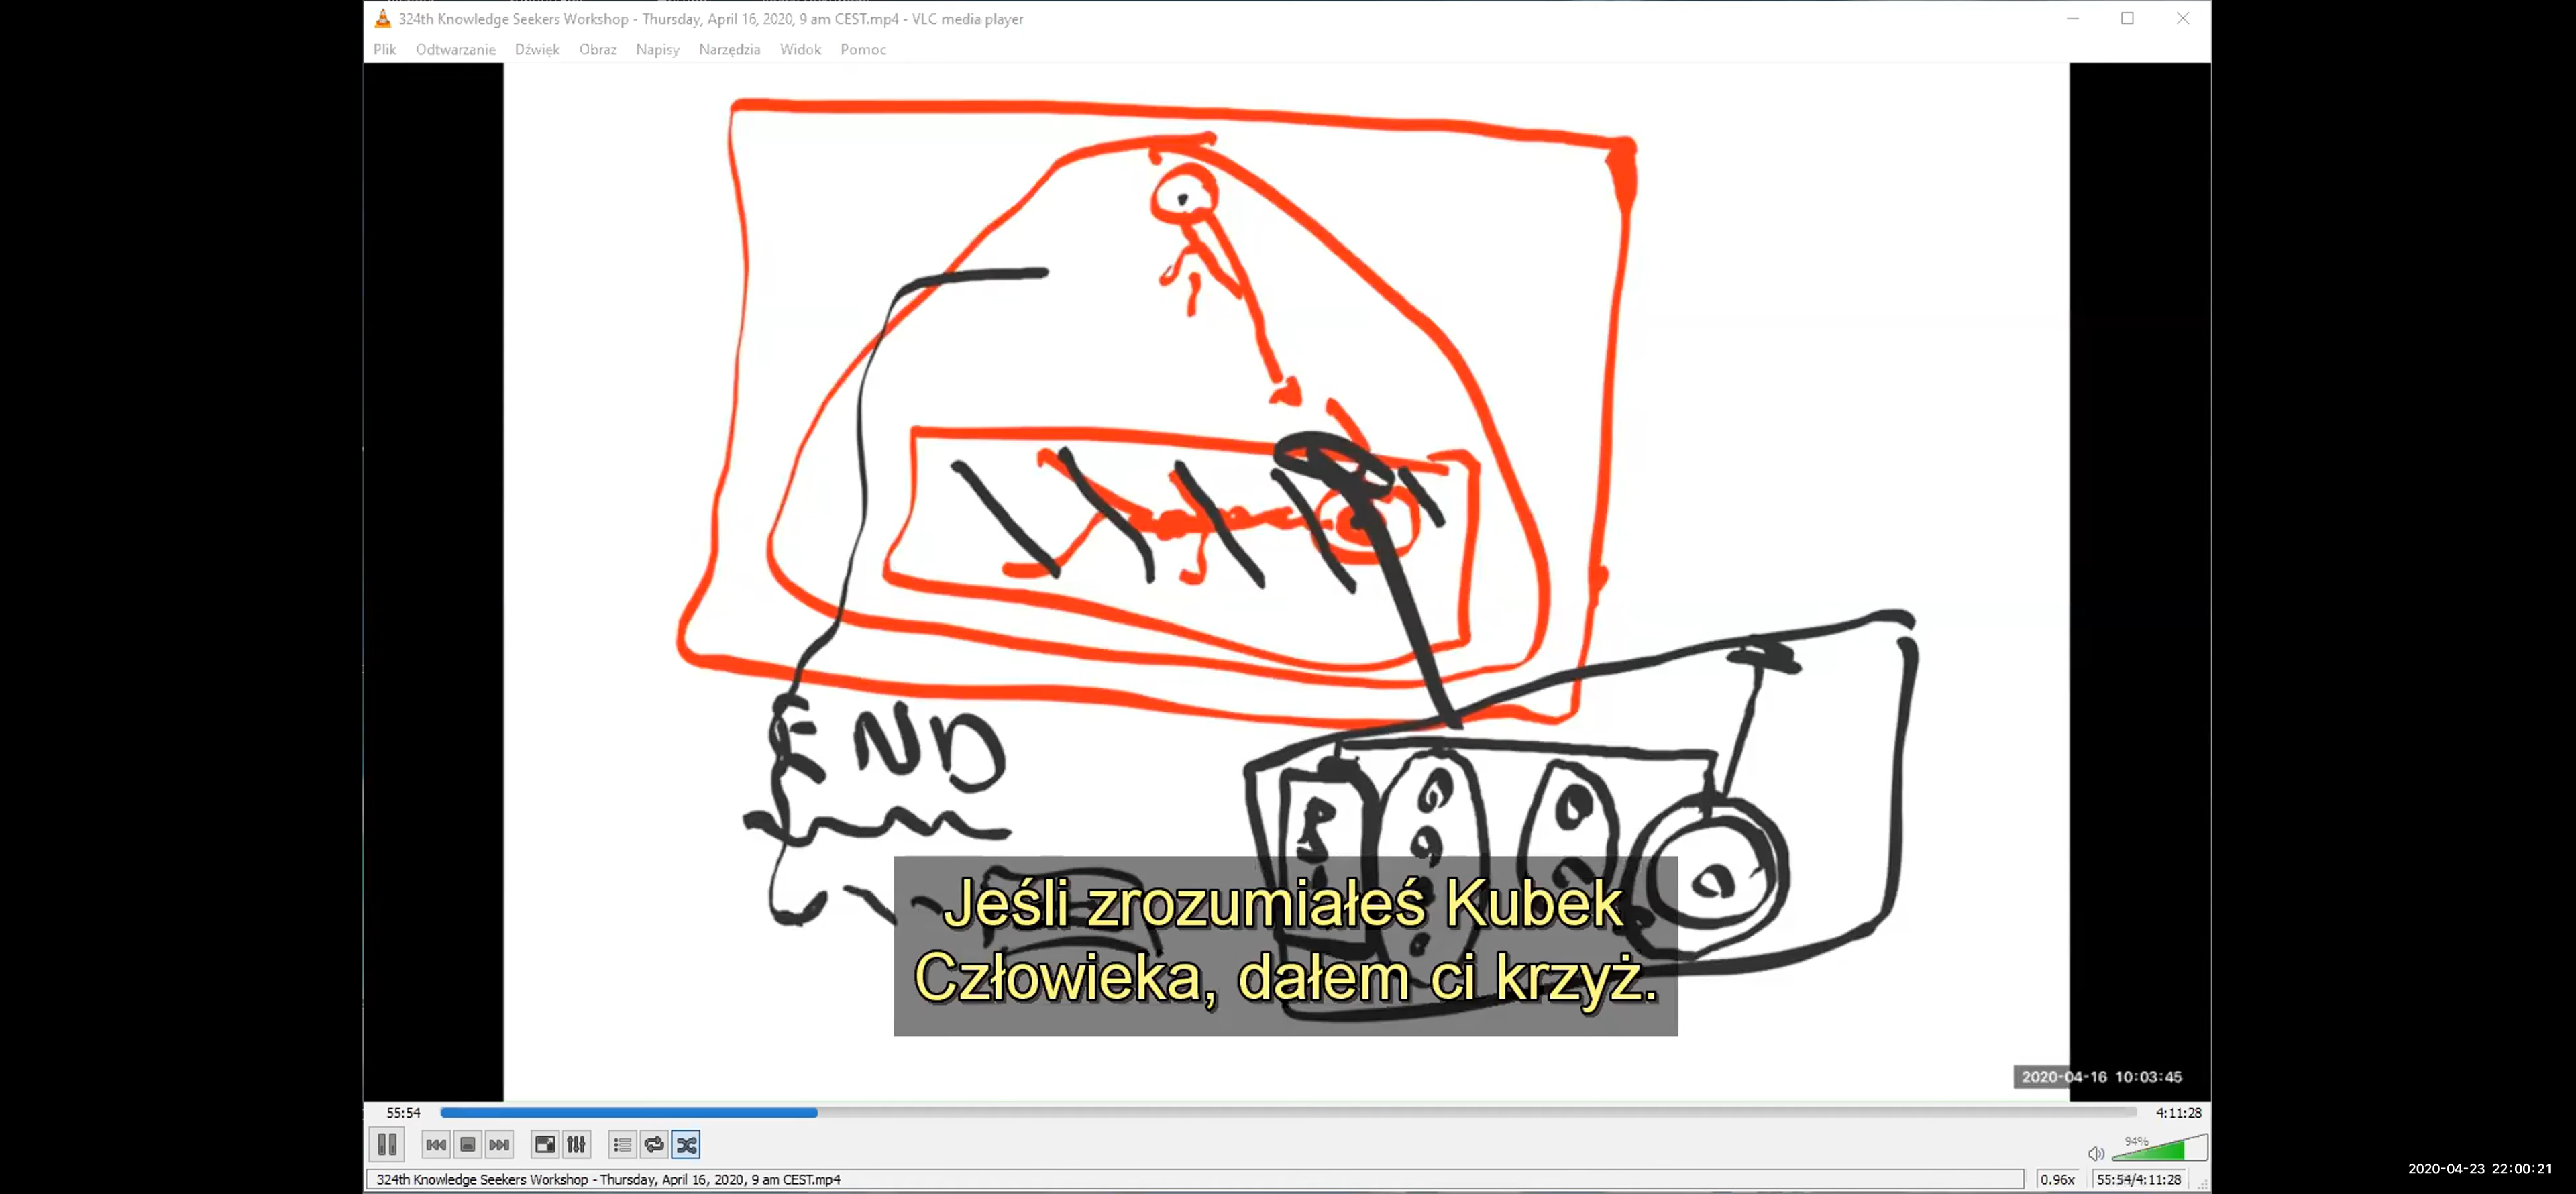 324th Knowledge Seekers Workshop - Thursday, April 16, 2020, 9 am CEST.mp4 - VLC media player
Plik Odtwarzanie Dźwięk Obraz Napisy Narzędzia Widok Pomoc
END
Jeśli zrozumiałeś Kubek
Człowieka, dałem ci krzyż.
2020-04-16 10:03:45
55:54 4:11:28
94%
324th Knowledge Seekers Workshop - Thursday, April 16, 2020, 9 am CEST.mp4 0.96x 55:54/4:11:28
2020-04-23 22:00:21